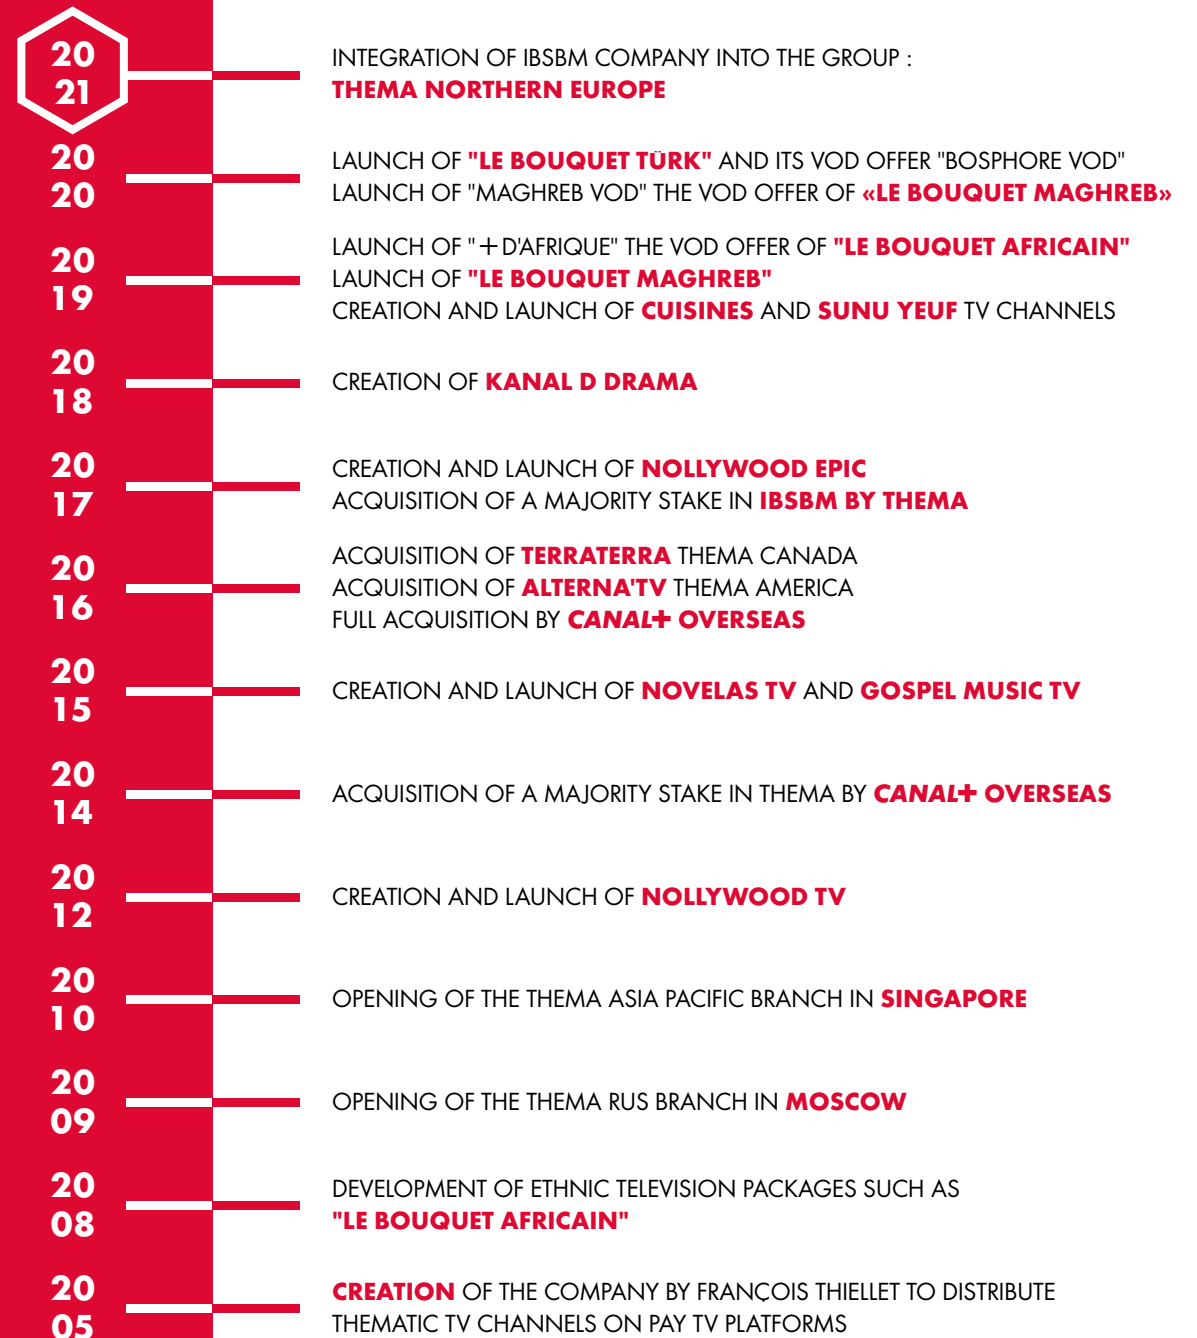 20
21
INTEGRATION OF IBSBM COMPANY INTO THE GROUP :
THEMA NORTHERN EUROPE
20
20
LAUNCH OF "LE BOUQUET TÜRK" AND ITS VOD OFFER "BOSPHORE VOD"
LAUNCH OF "MAGHREB VOD" THE VOD OFFER OF «LE BOUQUET MAGHREB»
20
19
LAUNCH OF "+D'AFRIQUE" THE VOD OFFER OF "LE BOUQUET AFRICAIN"
LAUNCH OF "LE BOUQUET MAGHREB"
CREATION AND LAUNCH OF CUISINES AND SUNU YEUF TV CHANNELS
20
18
CREATION OF KANAL D DRAMA
20
17
CREATION AND LAUNCH OF NOLLYWOOD EPIC
ACQUISITION OF A MAJORITY STAKE IN IBSBM BY THEMA
20
16
ACQUISITION OF TERRATERRA THEMA CANADA
ACQUISITION OF ALTERNA'TV THEMA AMERICA
FULL ACQUISITION BY CANAL+ OVERSEAS
20
15
CREATION AND LAUNCH OF NOVELAS TV AND GOSPEL MUSIC TV
20
14
ACQUISITION OF A MAJORITY STAKE IN THEMA BY CANAL+ OVERSEAS
20
12
CREATION AND LAUNCH OF NOLLYWOOD TV
20
10
OPENING OF THE THEMA ASIA PACIFIC BRANCH IN SINGAPORE
20
09
OPENING OF THE THEMA RUS BRANCH IN MOSCOW
20
08
DEVELOPMENT OF ETHNIC TELEVISION PACKAGES SUCH AS
"LE BOUQUET AFRICAIN"
20
05
CREATION OF THE COMPANY BY FRANÇOIS THIELLET TO DISTRIBUTE
THEMATIC TV CHANNELS ON PAY TV PLATFORMS